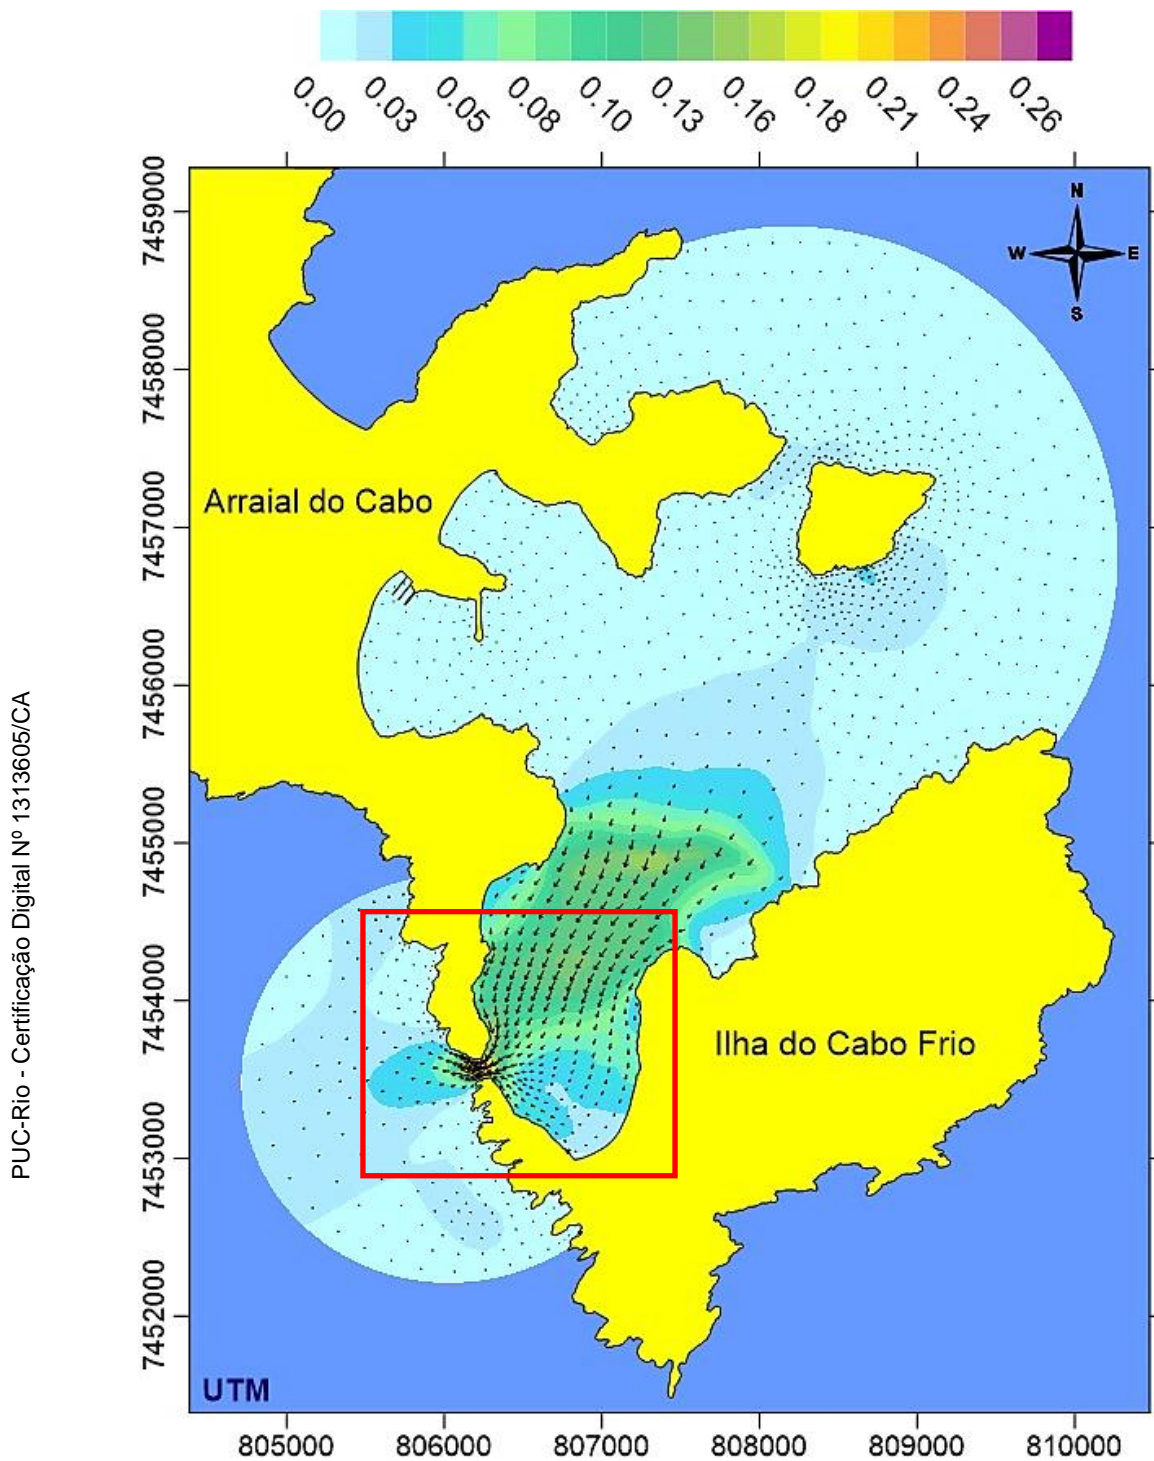 0.00 0.03 0.05 0.08 0.10 0.13 0.16 0.18 0.21 0.24 0.26
N
W E
S
7459000
7458000
7457000
7456000
7455000
7454000
7453000
7452000
Arraial do Cabo
Ilha do Cabo Frio
UTM
805000 806000 807000 808000 809000 810000
PUC-Rio - Certificação Digital Nº 1313605/CA